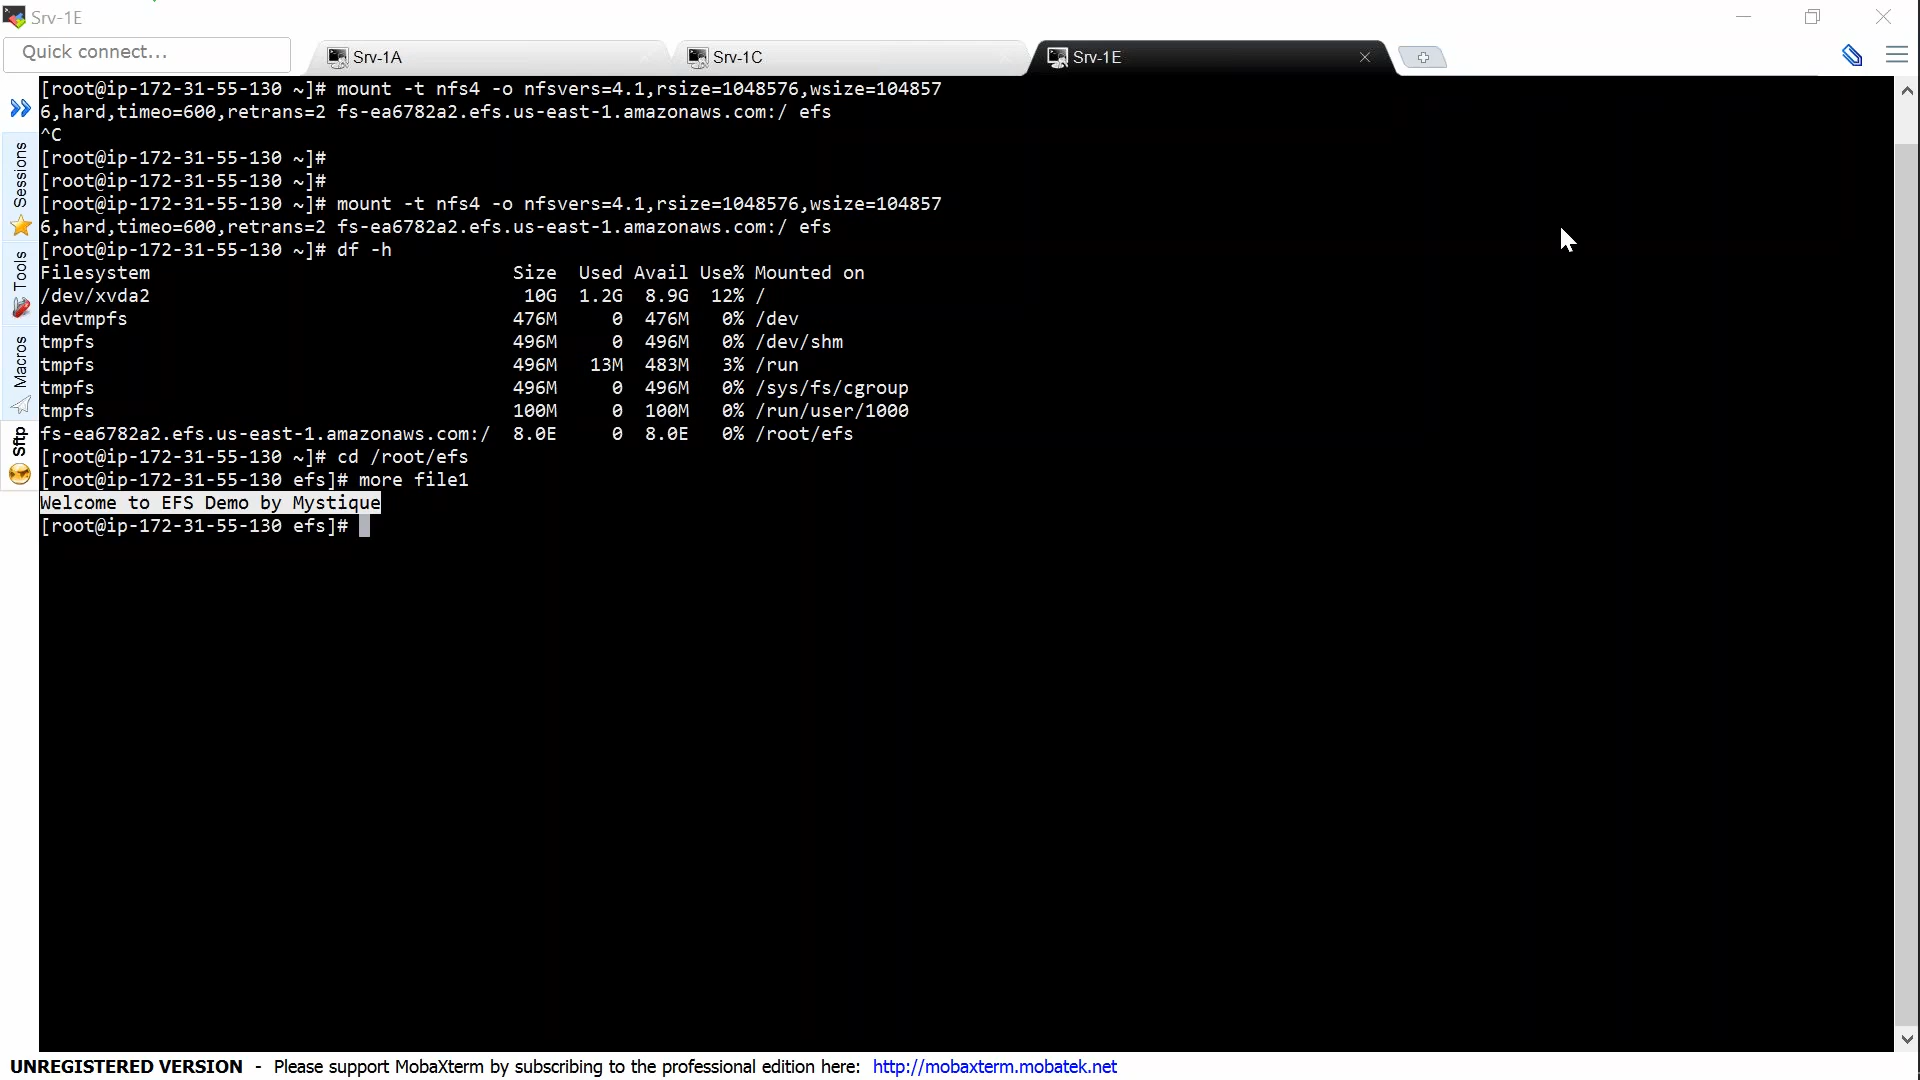 Srv-1E
Quick connect...
Srv-1A
Srv-1C
Srv-1E
Sessions
Tools
Macros
Sftp
[root@ip-172-31-55-130 ~]# mount -t nfs4 -o nfsvers=4.1,rsize=1048576,wsize=104857
6,hard,timeo=600,retrans=2 fs-ea6782a2.efs.us-east-1.amazonaws.com:/ efs
^C
[root@ip-172-31-55-130 ~]#
[root@ip-172-31-55-130 ~]#
[root@ip-172-31-55-130 ~]# mount -t nfs4 -o nfsvers=4.1,rsize=1048576,wsize=104857
6,hard,timeo=600,retrans=2 fs-ea6782a2.efs.us-east-1.amazonaws.com:/ efs
[root@ip-172-31-55-130 ~]# df -h
Filesystem Size Used Avail Use% Mounted on
/dev/xvda2 10G 1.2G 8.9G 12% /
devtmpfs 476M 0 476M 0% /dev
tmpfs 496M 0 496M 0% /dev/shm
tmpfs 496M 13M 483M 3% /run
tmpfs 496M 0 496M 0% /sys/fs/cgroup
tmpfs 100M 0 100M 0% /run/user/1000
fs-ea6782a2.efs.us-east-1.amazonaws.com:/ 8.0E 0 8.0E 0% /root/efs
[root@ip-172-31-55-130 ~]# cd /root/efs
[root@ip-172-31-55-130 efs]# more file1
Welcome to EFS Demo by Mystique
[root@ip-172-31-55-130 efs]#
UNREGISTERED VERSION - Please support MobaXterm by subscribing to the professional edition here: http://mobaxterm.mobatek.net